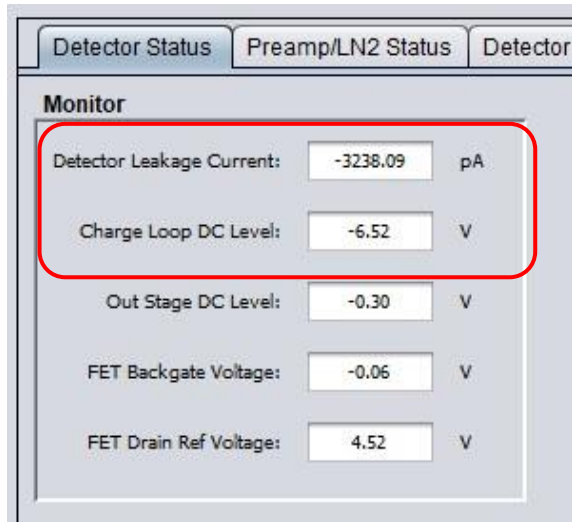 Detector Status Preamp/LN2 Status Detector
Monitor
Detector Leakage Current: -3238.09 pA
Charge Loop DC Level: -6.52 V
Out Stage DC Level: -0.30 V
FET Backgate Voltage: -0.06 V
FET Drain Ref Voltage: 4.52 V